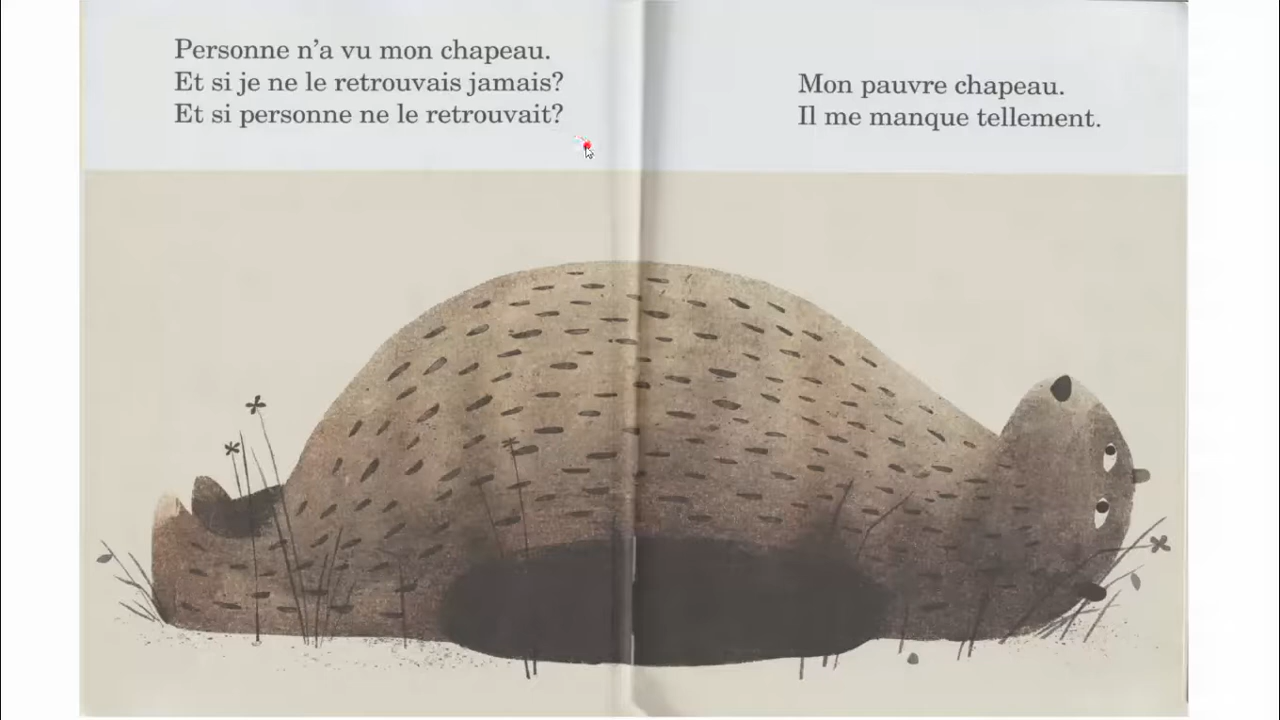 Personne n'a vu mon chapeau.
Et si je ne le retrouvais jamais?
Et si personne ne le retrouvait?
Mon pauvre chapeau.
Il me manque tellement.